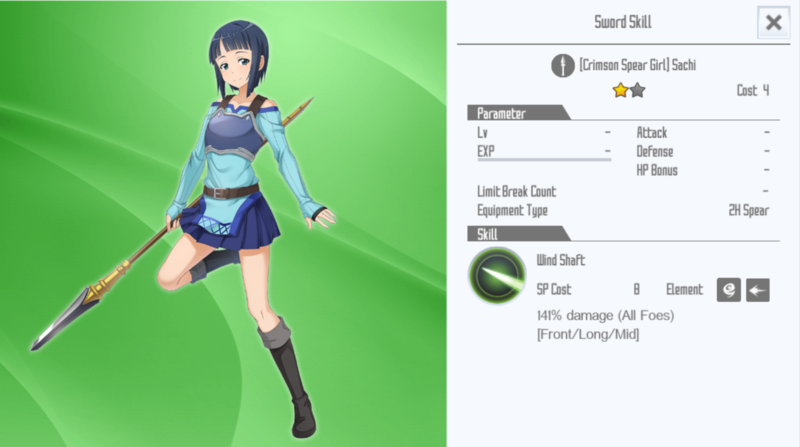 Sword Skill
[Crimson Spear Girl] Sachi
Cost 4
Parameter
Lv - Attack -
EXP - Defense -
HP Bonus -
Limit Break Count -
Equipment Type 2H Spear
Skill
Wind Shaft
SP Cost 8 Element
141% damage (All Foes)
[Front/Long/Mid]